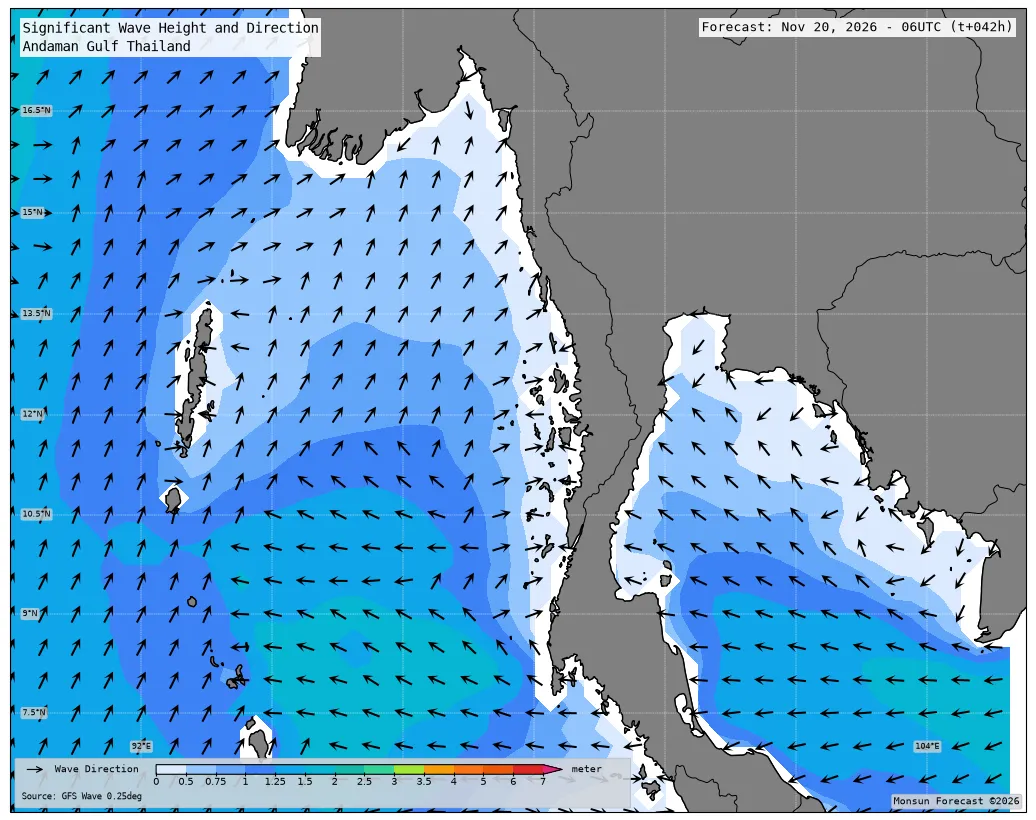 Significant Wave Height and Direction
Andaman Gulf Thailand
Forecast: Nov 20, 2026 - 06UTC (t+042h)
16.5°N
15°N
13.5°N
12°N
10.5°N
9°N
7.5°N
92°E
104°E
Wave Direction
0.5 0.75 1 1.25 1.5 2 2.5 3 3.5 4 5 6 7
meter
Source: GFS Wave 0.25deg
Monsun Forecast ©2026